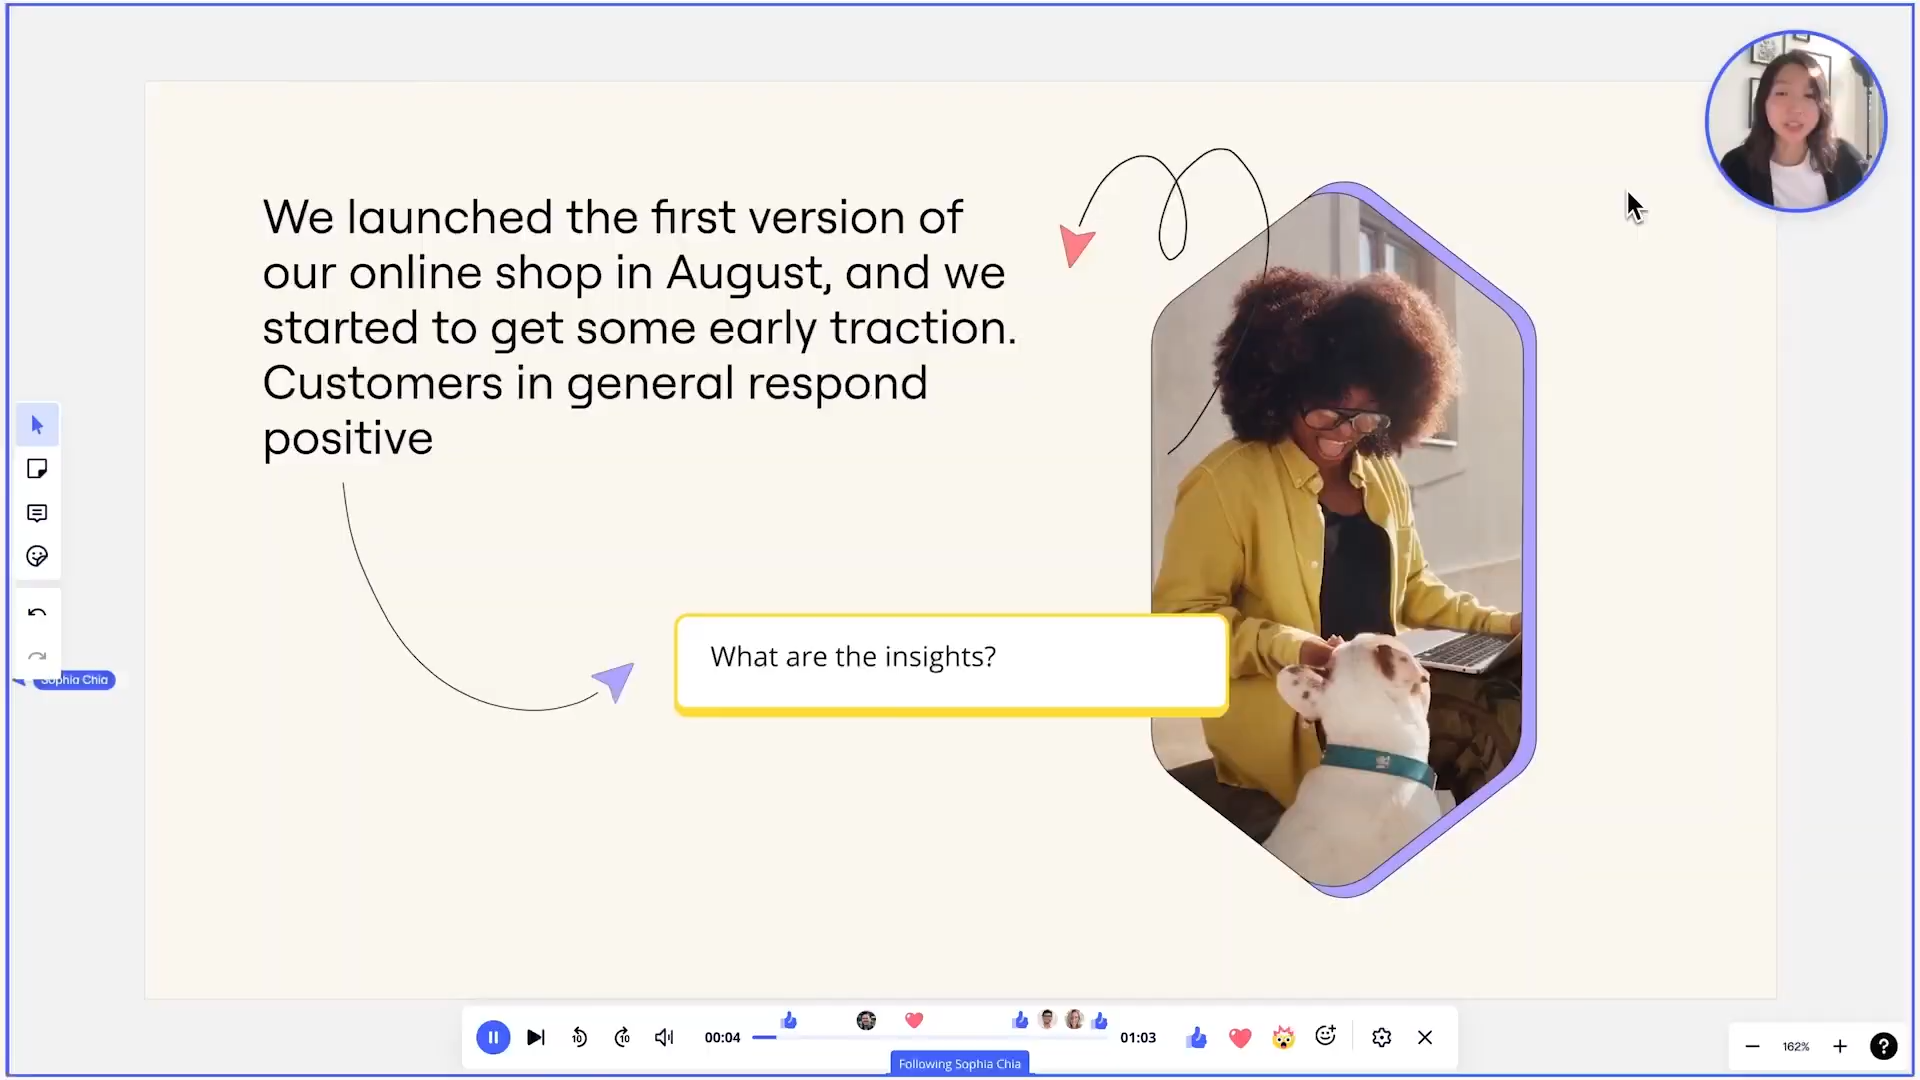 We launched the first version of
our online shop in August, and we
started to get some early traction.
Customers in general respond
positive
What are the insights?
Sophia Chia
10
10
00:04
01:03
Following Sophia Chia
162%
?